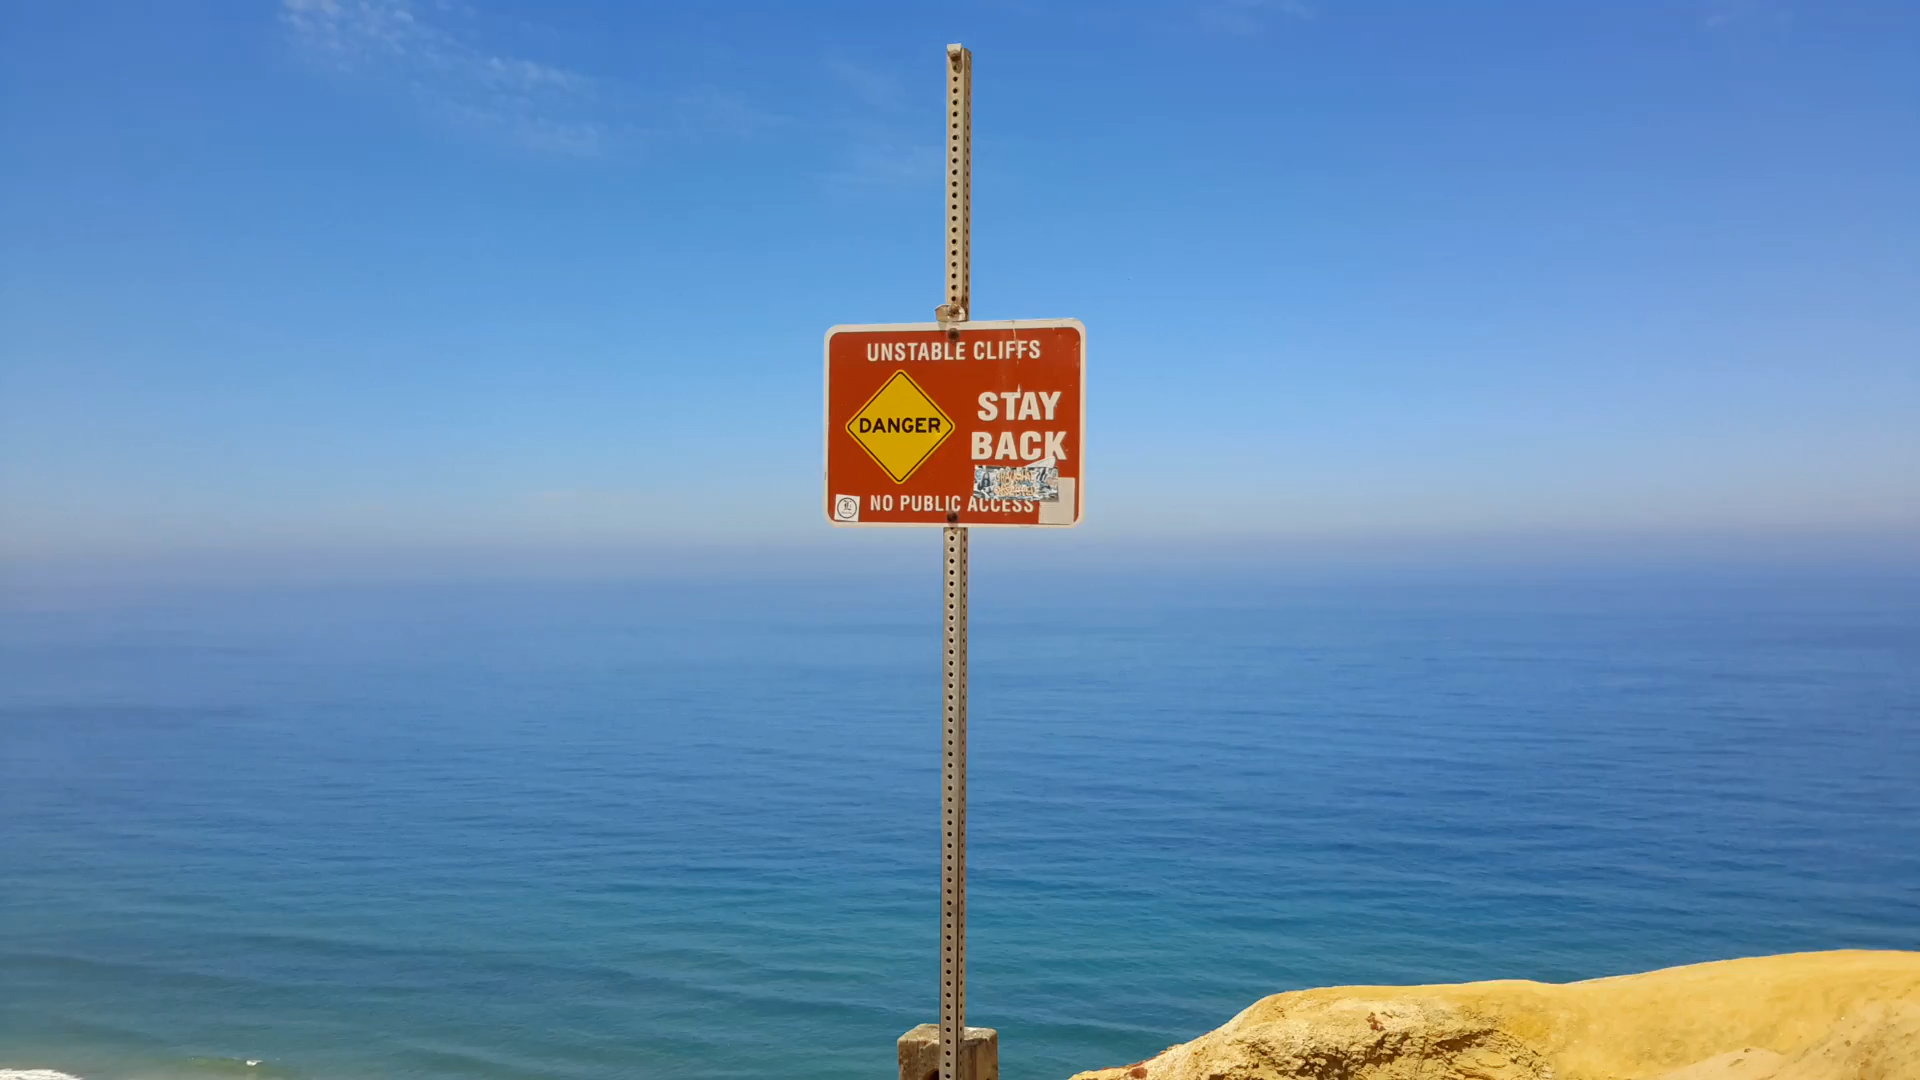 UNSTABLE CLIFFS
DANGER
STAY
BACK
NO PUBLIC ACCESS